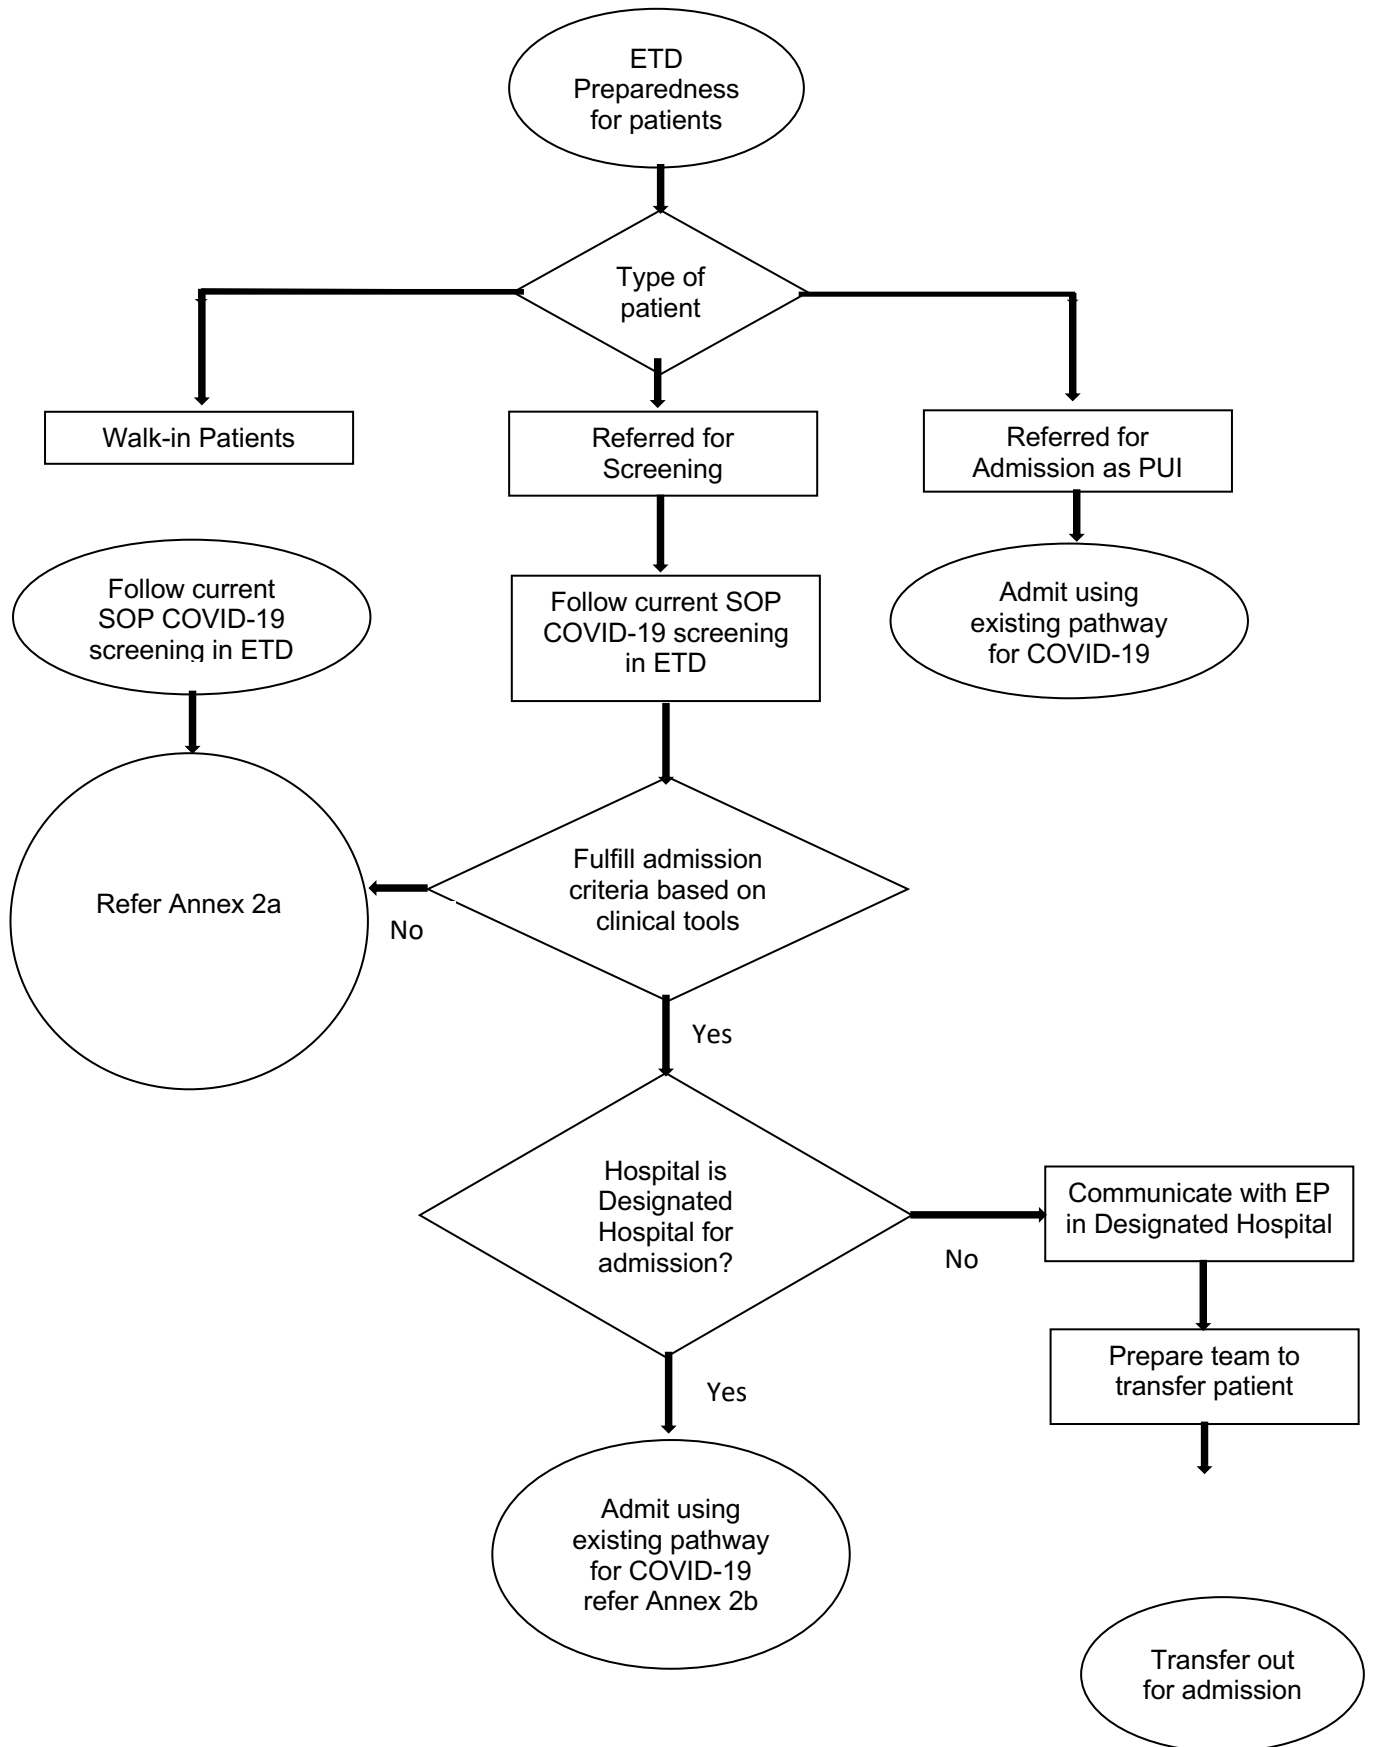 ETD
Preparedness
for patients
Type of
patient
Walk-in Patients
Referred for
Screening
Referred for
Admission as PUI
Follow current
SOP COVID-19
screening in ETD
Follow current SOP
COVID-19 screening
in ETD
Admit using
existing pathway
for COVID-19
Refer Annex 2a
No
Fulfill admission
criteria based on
clinical tools
Yes
Hospital is
Designated
Hospital for
admission?
No
Communicate with EP
in Designated Hospital
Prepare team to
transfer patient
Yes
Admit using
existing pathway
for COVID-19
refer Annex 2b
Transfer out
for admission